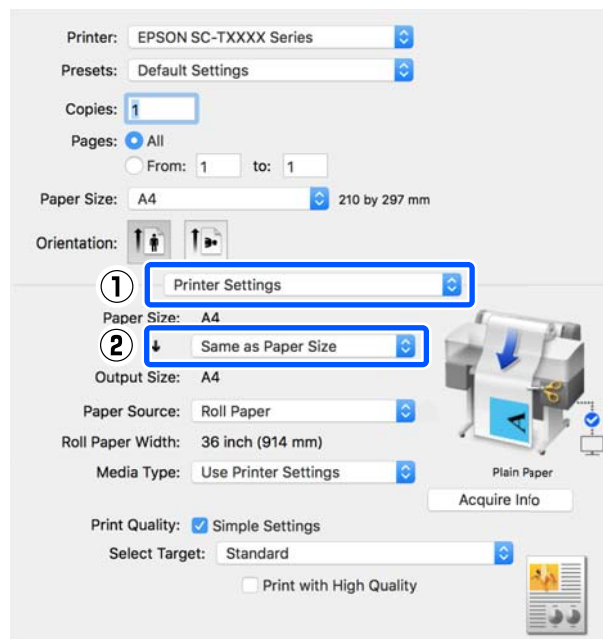 Printer: EPSON SC-TXXXX Series
Presets: Default Settings
Copies: 1
Pages: All
From: 1 to: 1
Paper Size: A4 210 by 297 mm
Orientation:
① Printer Settings
Paper Size: A4
② Same as Paper Size
Output Size: A4
Paper Source: Roll Paper
Roll Paper Width: 36 inch (914 mm)
Media Type: Use Printer Settings
A
Plain Paper
Acquire Info
Print Quality: Simple Settings
Select Target: Standard
Print with High Quality